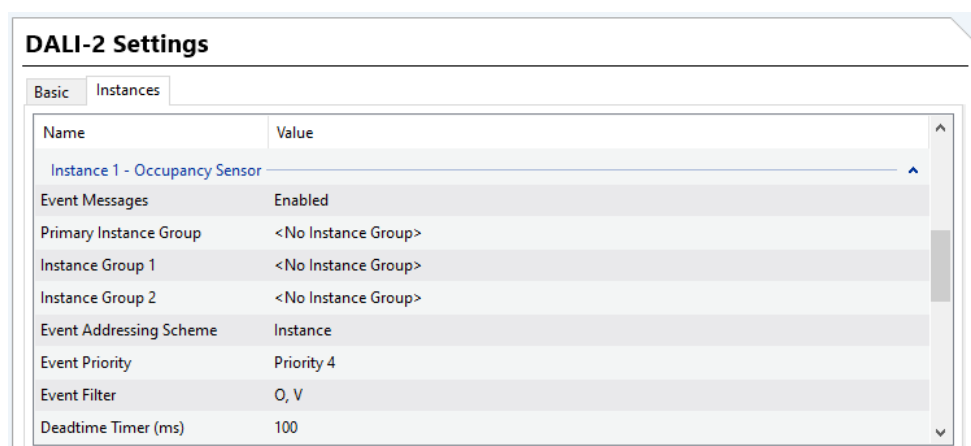 DALI-2 Settings
Basic Instances
Name Value
Instance 1 - Occupancy Sensor
Event Messages Enabled
Primary Instance Group <No Instance Group>
Instance Group 1 <No Instance Group>
Instance Group 2 <No Instance Group>
Event Addressing Scheme Instance
Event Priority Priority 4
Event Filter O, V
Deadtime Timer (ms) 100